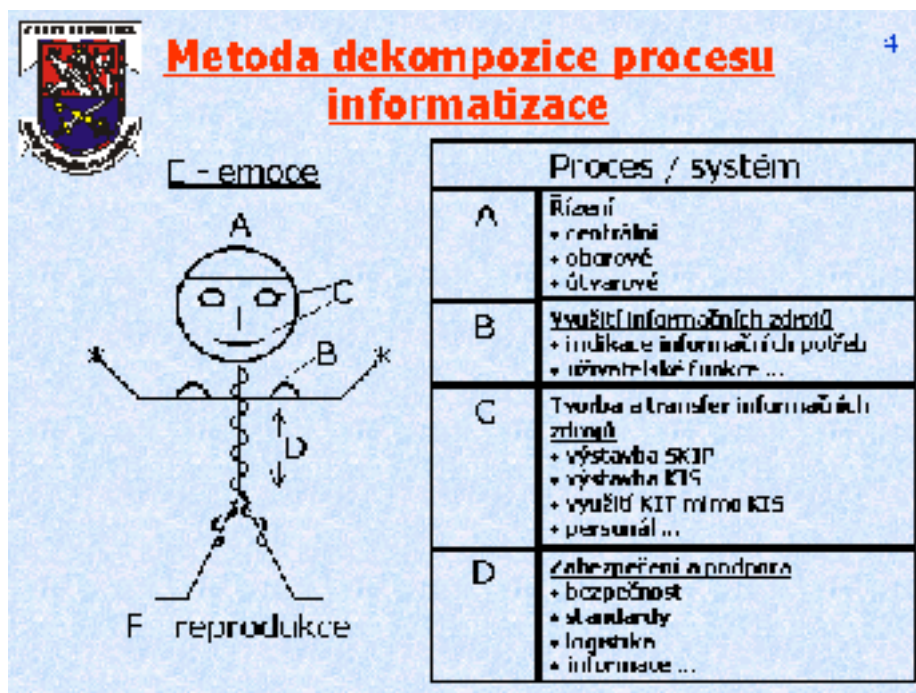 4
Metoda dekompozice procesu
informatizace
E - emoce
A
C
B
D
F reprodukce
Proces / systém
A
Řízení
• centrální
• oborové
• útvarové
B
Využití informačních zdrojů
• indikace informačních potřeb
• uživatelské funkce ...
C
Tvorba a transfer informačních
zdrojů
• výstavba SKIP
• výstavba KIS
• využití KIT mimo KIS
• personál ...
D
Zabezpečení a podpora
• bezpečnost
• standardy
• logistika
• informace ...